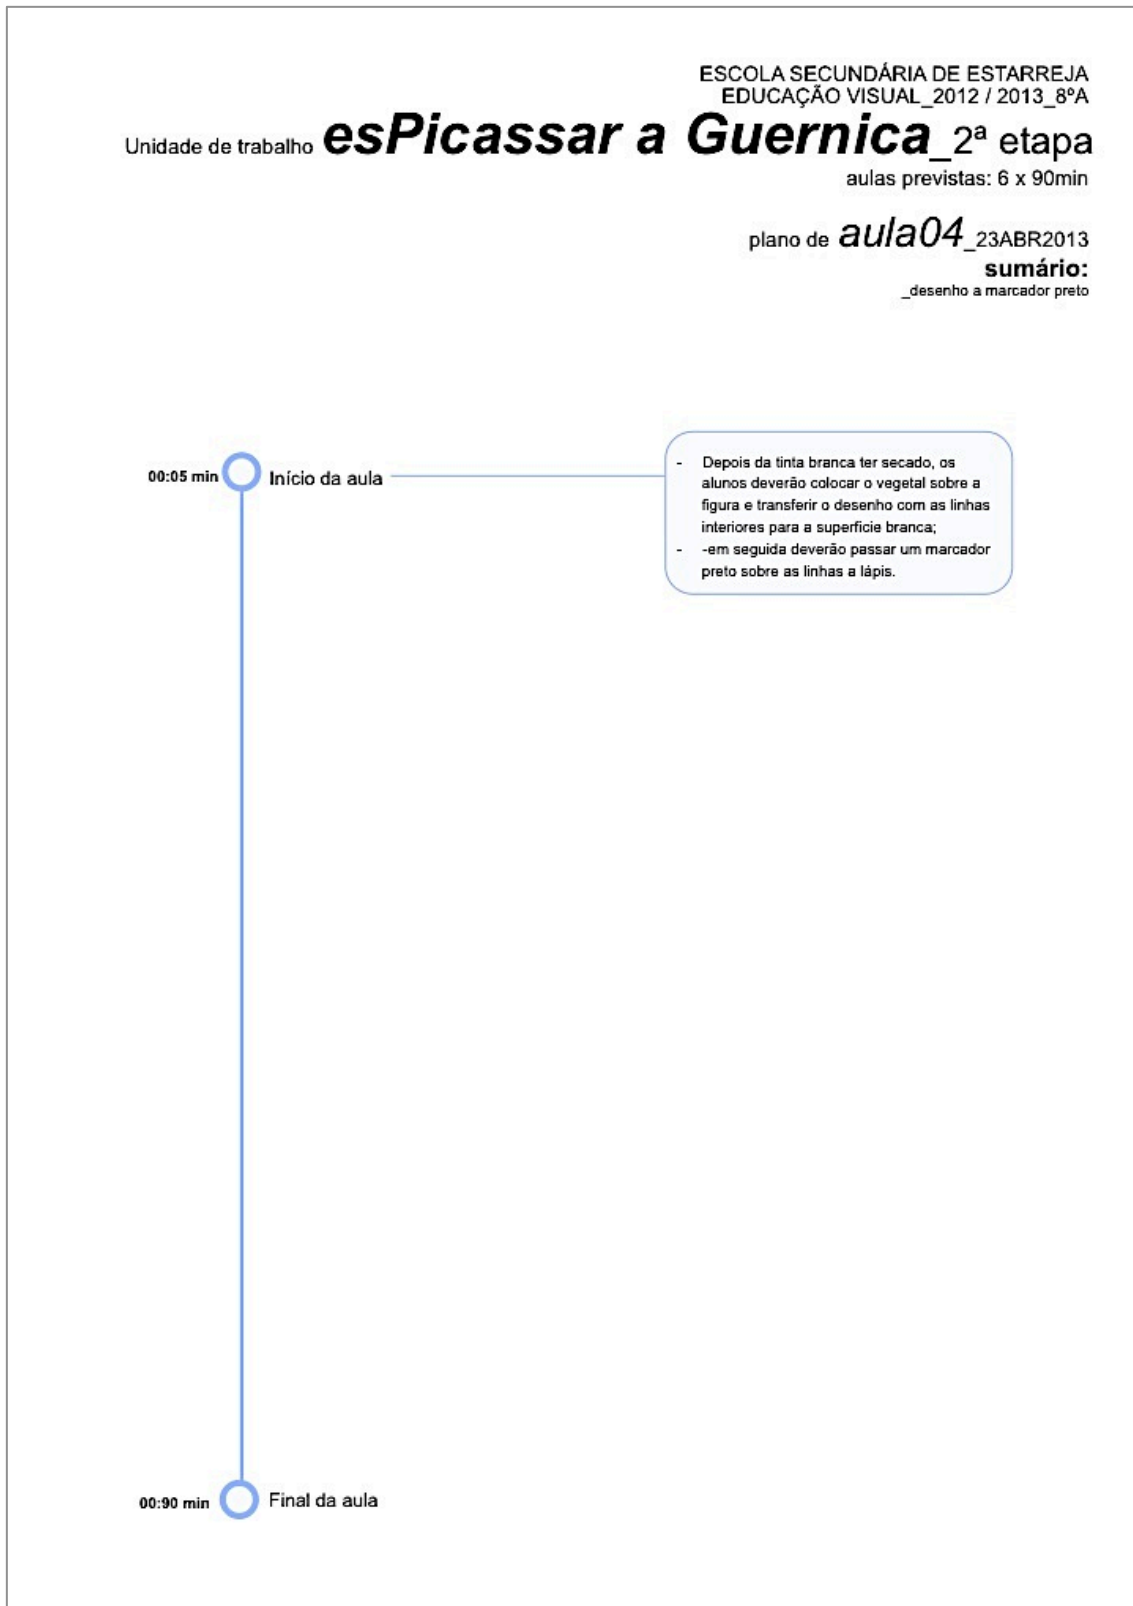 ESCOLA SECUNDÁRIA DE ESTARREJA
EDUCAÇÃO VISUAL_2012 / 2013_8ºA
Unidade de trabalho esPicassar a Guernica_2ª etapa
aulas previstas: 6 x 90min
plano de aula04_23ABR2013
sumário:
_desenho a marcador preto
00:05 min Início da aula
- Depois da tinta branca ter secado, os
alunos deverão colocar o vegetal sobre a
figura e transferir o desenho com as linhas
interiores para a superfície branca;
- -em seguida deverão passar um marcador
preto sobre as linhas a lápis.
00:90 min Final da aula